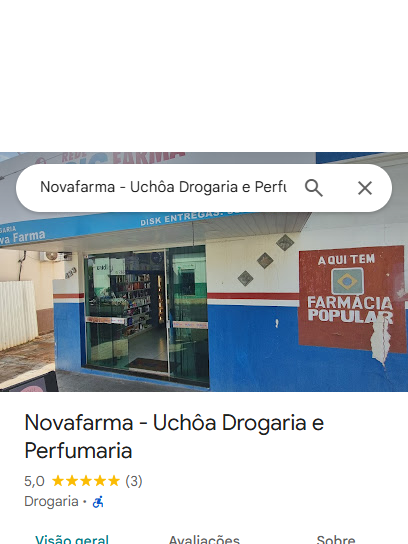 FARMA
Novafarma - Uchôa Drogaria e Perfu
DISK ENTREGAS:
va Farma
AQUI TEM
FARMÁCIA
POPULAR
Novafarma - Uchôa Drogaria e
Perfumaria
5,0 ★★★★★ (3)
Drogaria ·
Visão geral Avaliações Sobre